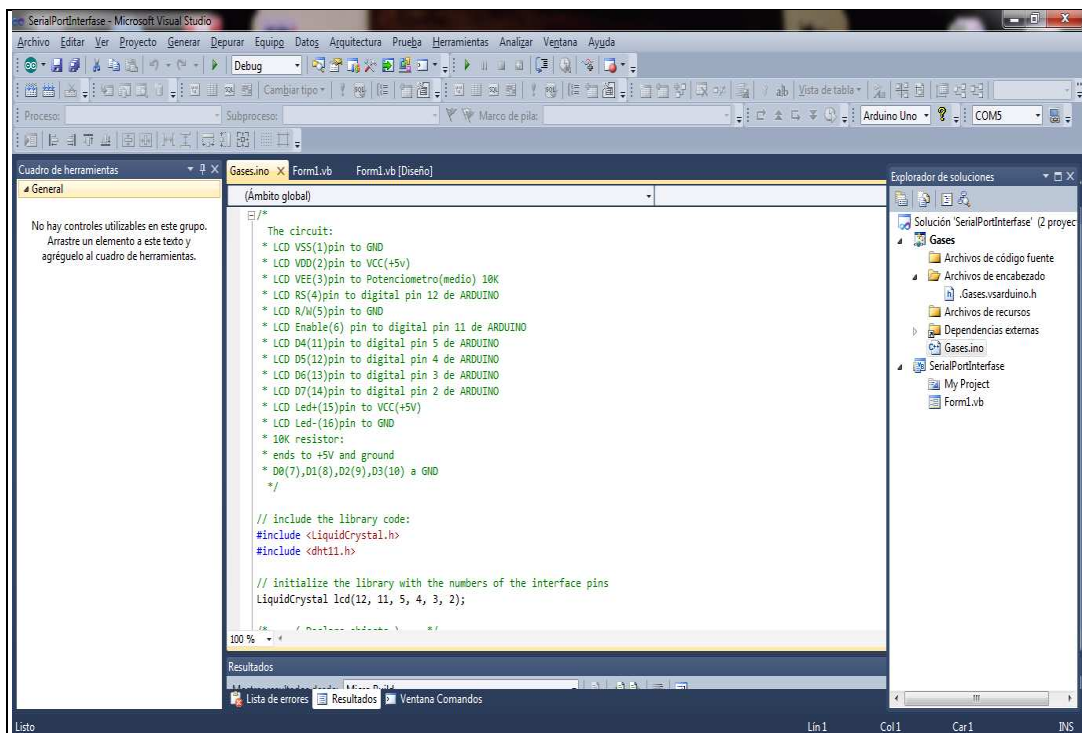 SerialPortInterfase - Microsoft Visual Studio
Archivo Editar Ver Proyecto Generar Depurar Equipo Datos Arquitectura Prueba Herramientas Analizar Ventana Ayuda
Debug
Cambiar tipo
Vista de tabla
Proceso: Subproceso: Marco de pila: Arduino Uno COM5
Cuadro de herramientas
General
No hay controles utilizables en este grupo.
Arrastre un elemento a este texto y
agréguelo al cuadro de herramientas.
Gases.ino X Form1.vb Form1.vb [Diseño]
(Ámbito global)
/*
The circuit:
* LCD VSS(1)pin to GND
* LCD VDD(2)pin to VCC(+5v)
* LCD VEE(3)pin to Potenciometro(medio) 10K
* LCD RS(4)pin to digital pin 12 de ARDUINO
* LCD R/W(5)pin to GND
* LCD Enable(6) pin to digital pin 11 de ARDUINO
* LCD D4(11)pin to digital pin 5 de ARDUINO
* LCD D5(12)pin to digital pin 4 de ARDUINO
* LCD D6(13)pin to digital pin 3 de ARDUINO
* LCD D7(14)pin to digital pin 2 de ARDUINO
* LCD Led+(15)pin to VCC(+5V)
* LCD Led-(16)pin to GND
* 10K resistor:
* ends to +5V and ground
* D0(7),D1(8),D2(9),D3(10) a GND
*/
// include the library code:
#include <LiquidCrystal.h>
#include <dht11.h>
// initialize the library with the numbers of the interface pins
LiquidCrystal lcd(12, 11, 5, 4, 3, 2);
100 %
Resultados
Lista de errores Resultados Ventana Comandos
Explorador de soluciones
Solución 'SerialPortInterfase' (2 proyec
Gases
Archivos de código fuente
Archivos de encabezado
.Gases.vsarduino.h
Archivos de recursos
Dependencias externas
Gases.ino
SerialPortInterfase
My Project
Form1.vb
Listo Lín 1 Col 1 Car 1 INS